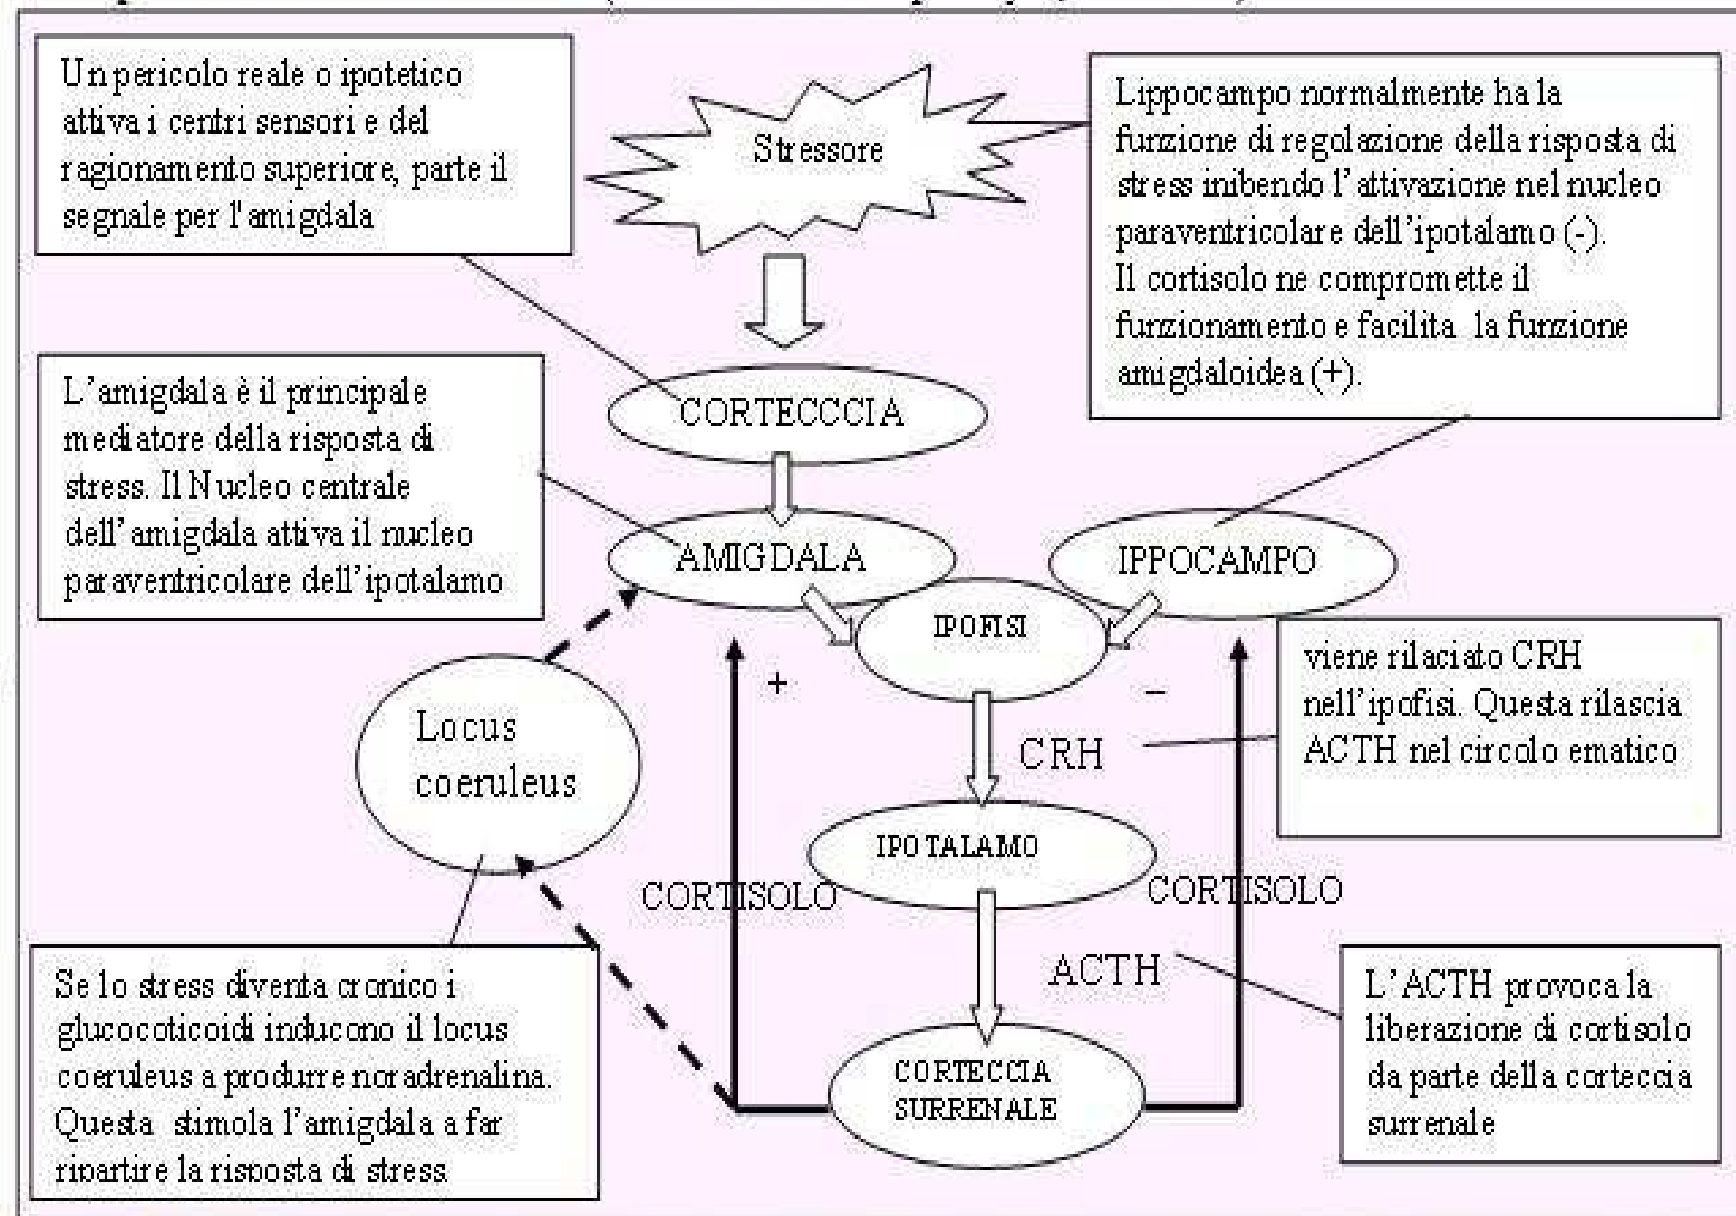 Un pericolo reale o ipotetico
attiva i centri sensori e del
ragionamento superiore, parte il
segnale per l'amigdala
Stressore
Lippocampo normalmente ha la
funzione di regolazione della risposta di
stress inibendo l'attivazione nel nucleo
paraventricolare dell'ipotalamo (-).
Il cortisolo ne compromette il
funzionamento e facilita la funzione
amigdaloidea (+).
L'amigdala è il principale
mediatore della risposta di
stress. Il Nucleo centrale
dell'amigdala attiva il nucleo
paraventricolare dell'ipotalamo
CORTECCCIA
AMIGDALA
IPPOCAMPO
IPOFISI
+
–
viene rilaciato CRH
nell'ipofisi. Questa rilascia
ACTH nel circolo ematico
Locus
coeruleus
CRH
IPOTALAMO
CORTISOLO
CORTISOLO
ACTH
Se lo stress diventa cronico i
glucocoticoidi inducono il locus
coeruleus a produrre noradrenalina.
Questa stimola l'amigdala a far
ripartire la risposta di stress
L'ACTH provoca la
liberazione di cortisolo
da parte della corteccia
surrenale
CORTECCIA
SURRENALE